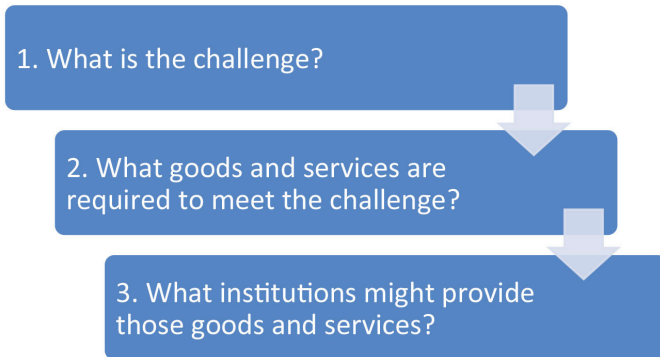 1. What is the challenge?
2. What goods and services are
required to meet the challenge?
3. What institutions might provide
those goods and services?